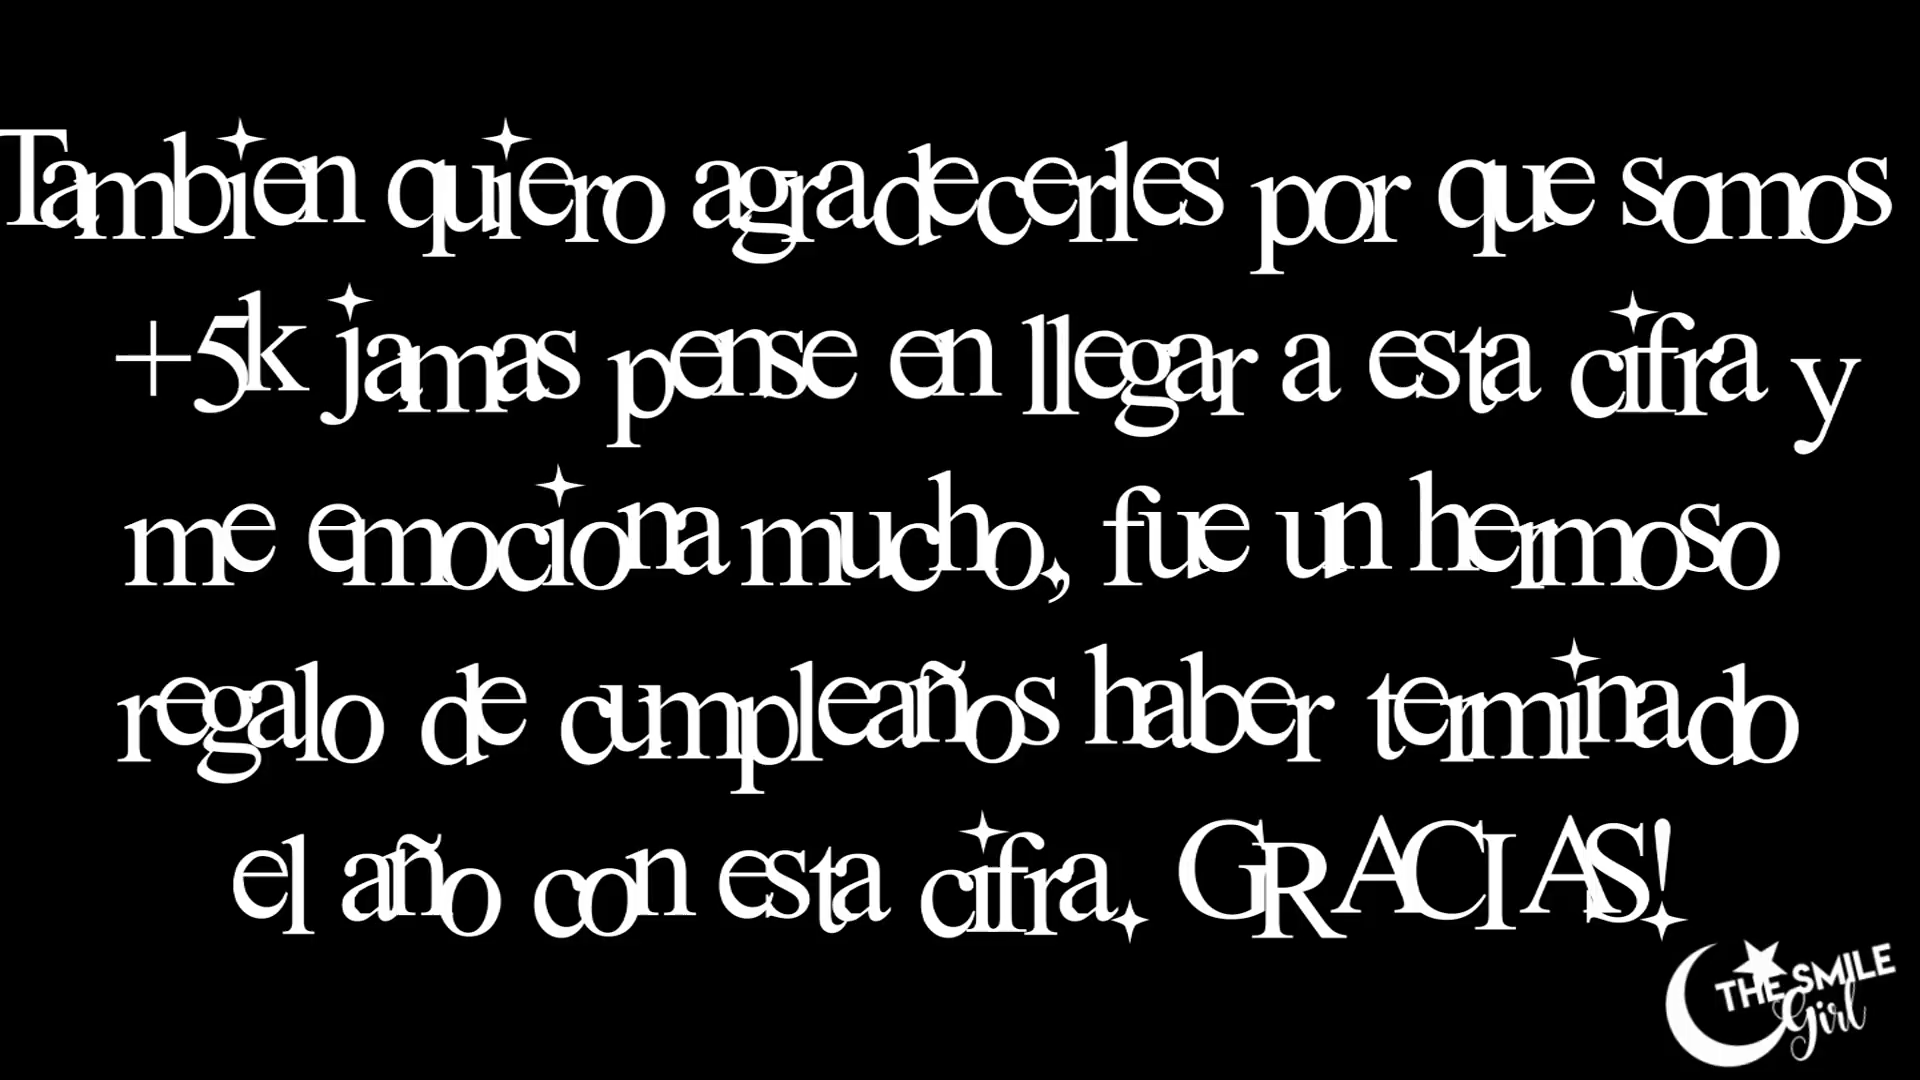 Tambien quiero agradecerles por que somos
+5k jamas pense en llegar a esta cifra y
me emociona mucho, fue un hermoso
regalo de cumpleaños haber terminado
el año con esta cifra. GRACIAS!
THE SMILE
Girl